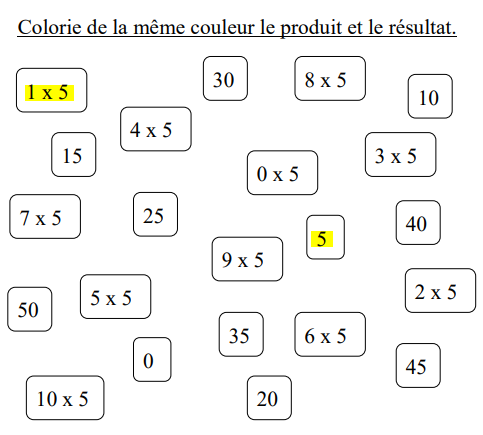 Colorie de la même couleur le produit et le résultat.
1 x 5
30
8 x 5
10
4 x 5
15
3 x 5
0 x 5
7 x 5
25
40
5
9 x 5
2 x 5
5 x 5
50
35
6 x 5
0
45
10 x 5
20